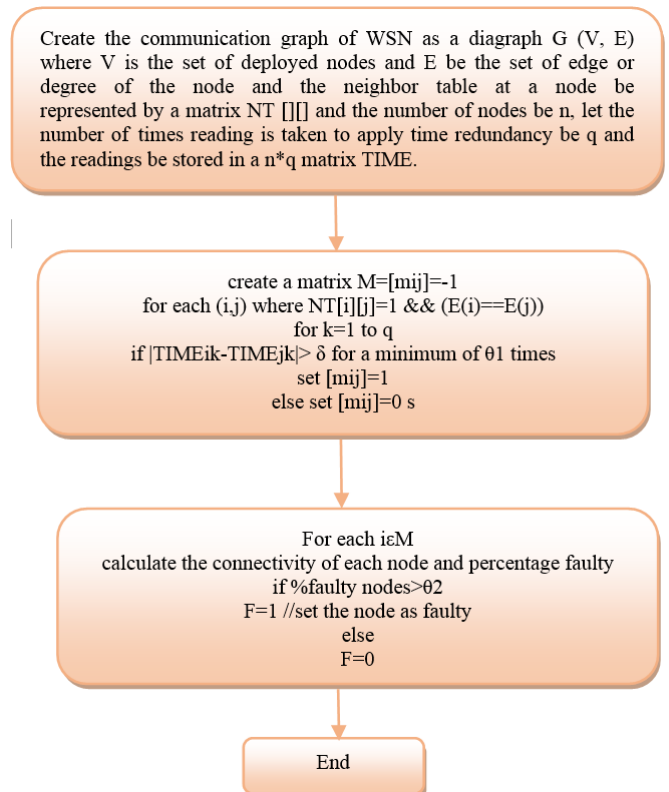 Create the communication graph of WSN as a diagraph G (V, E)
where V is the set of deployed nodes and E be the set of edge or
degree of the node and the neighbor table at a node be
represented by a matrix NT [][] and the number of nodes be n, let the
number of times reading is taken to apply time redundancy be q and
the readings be stored in a n*q matrix TIME.
create a matrix M=[mij]=-1
for each (i,j) where NT[i][j]=1 && (E(i)==E(j))
for k=1 to q
if |TIMEik-TIMEjk|> δ for a minimum of θ1 times
set [mij]=1
else set [mij]=0 s
For each iεM
calculate the connectivity of each node and percentage faulty
if %faulty nodes>θ2
F=1 //set the node as faulty
else
F=0
End